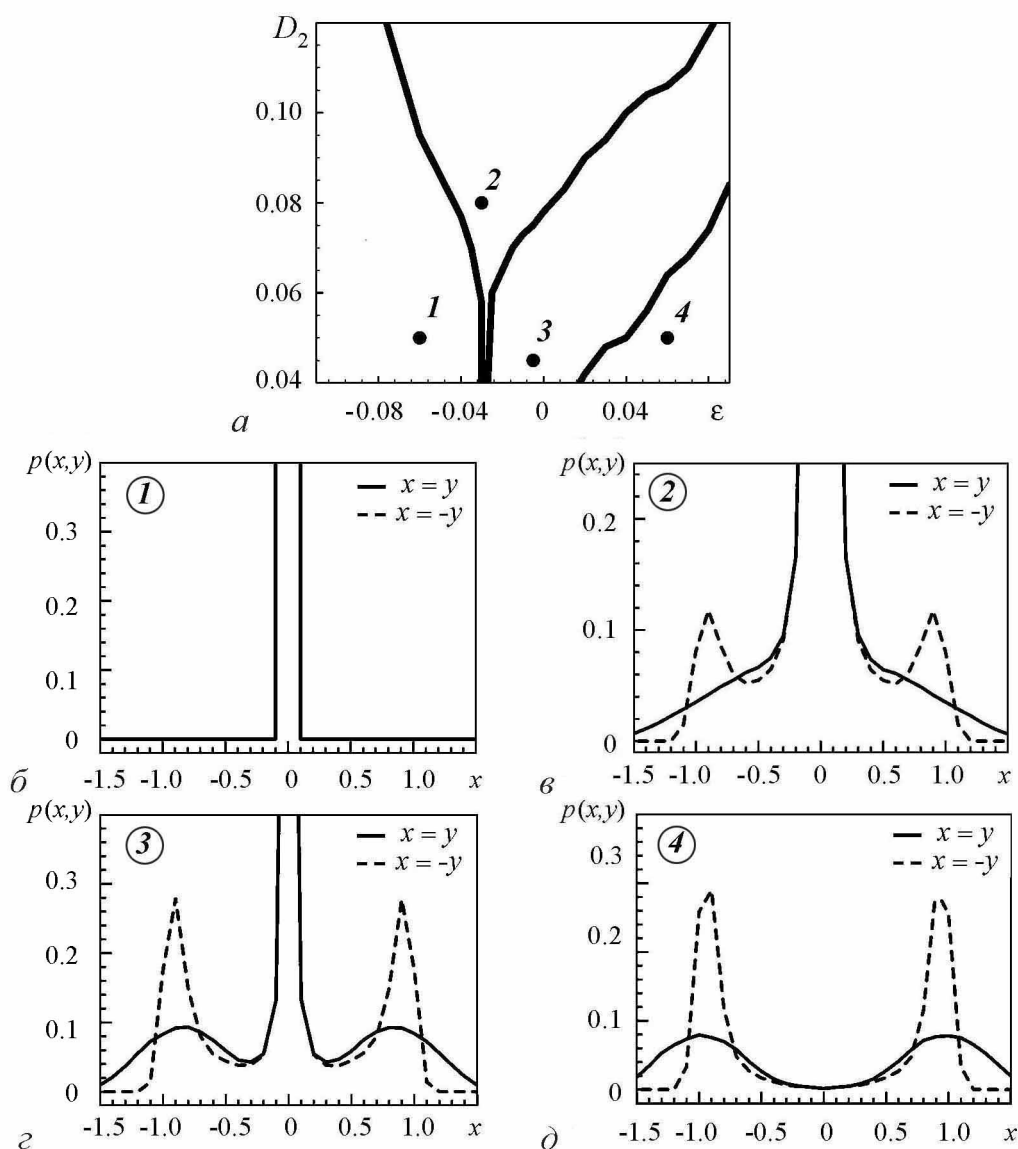 D2
0.10
0.08
0.06
0.04
-0.08 -0.04 0 0.04 ε
1
2
3
4
а
p(x,y)
1
x = y
x = -y
0.3
0.2
0.1
0
-1.5 -1.0 -0.5 0 0.5 1.0 x
б
p(x,y)
2
x = y
x = -y
0.2
0.1
0
-1.5 -1.0 -0.5 0 0.5 1.0 x
в
p(x,y)
3
x = y
x = -y
0.3
0.2
0.1
0
-1.5 -1.0 -0.5 0 0.5 1.0 x
г
p(x,y)
4
x = y
x = -y
0.3
0.2
0.1
0
-1.5 -1.0 -0.5 0 0.5 1.0 x
д